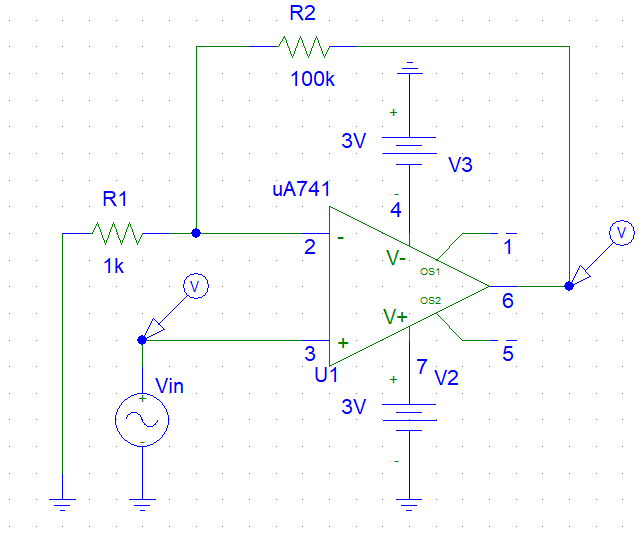 R2
100k
+
3V
V3
-
uA741
R1
4
V
-
2
1
1k
V-
OS1
V
6
OS2
V+
+
3
5
U1
7
V2
Vin
+
+
3V
-
-